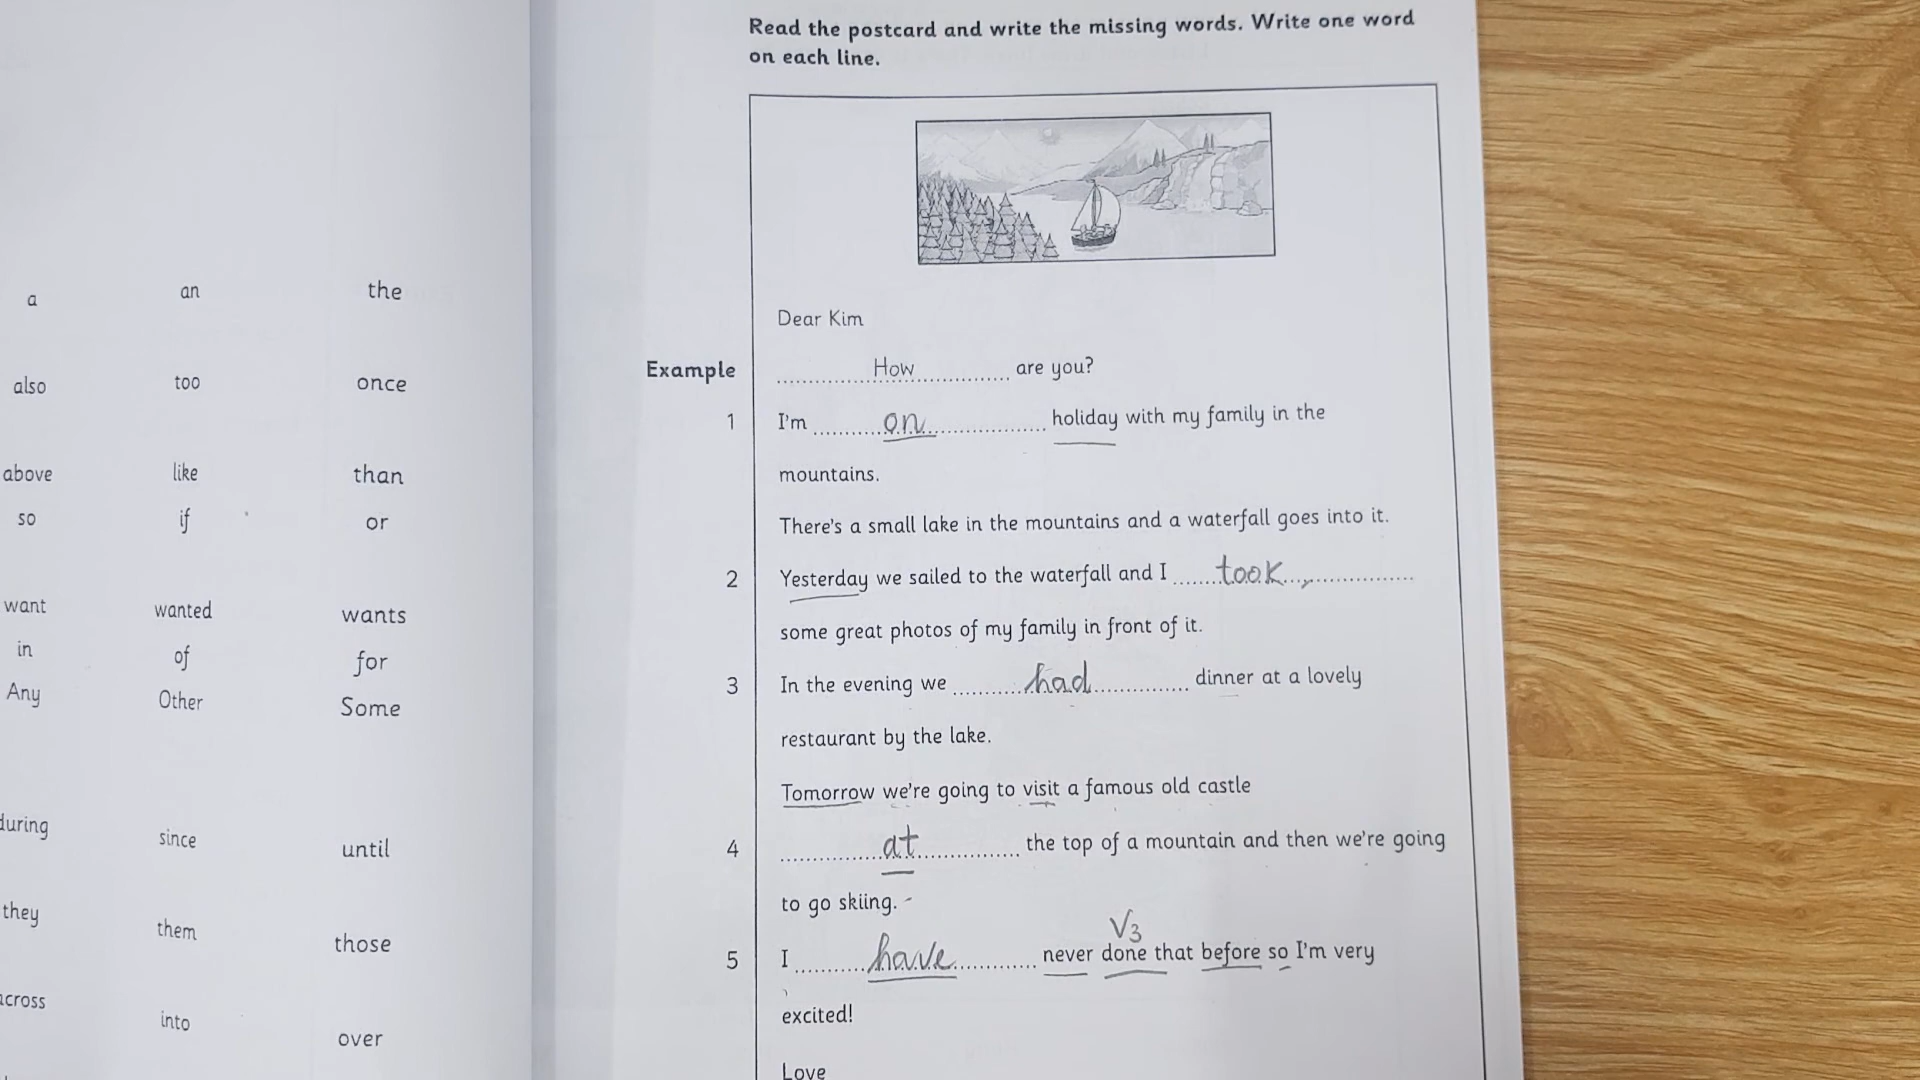 a an the
also too once
above like than
so if or
want wanted wants
in of for
Any Other Some
during since until
they them those
across into over
Read the postcard and write the missing words. Write one word
on each line.
Dear Kim
Example How are you?
1 I'm on holiday with my family in the
mountains.
There's a small lake in the mountains and a waterfall goes into it.
2 Yesterday we sailed to the waterfall and I took
some great photos of my family in front of it.
3 In the evening we had dinner at a lovely
restaurant by the lake.
Tomorrow we're going to visit a famous old castle
4 at the top of a mountain and then we're going
to go skiing.
V3
5 I have never done that before so I'm very
excited!
Love